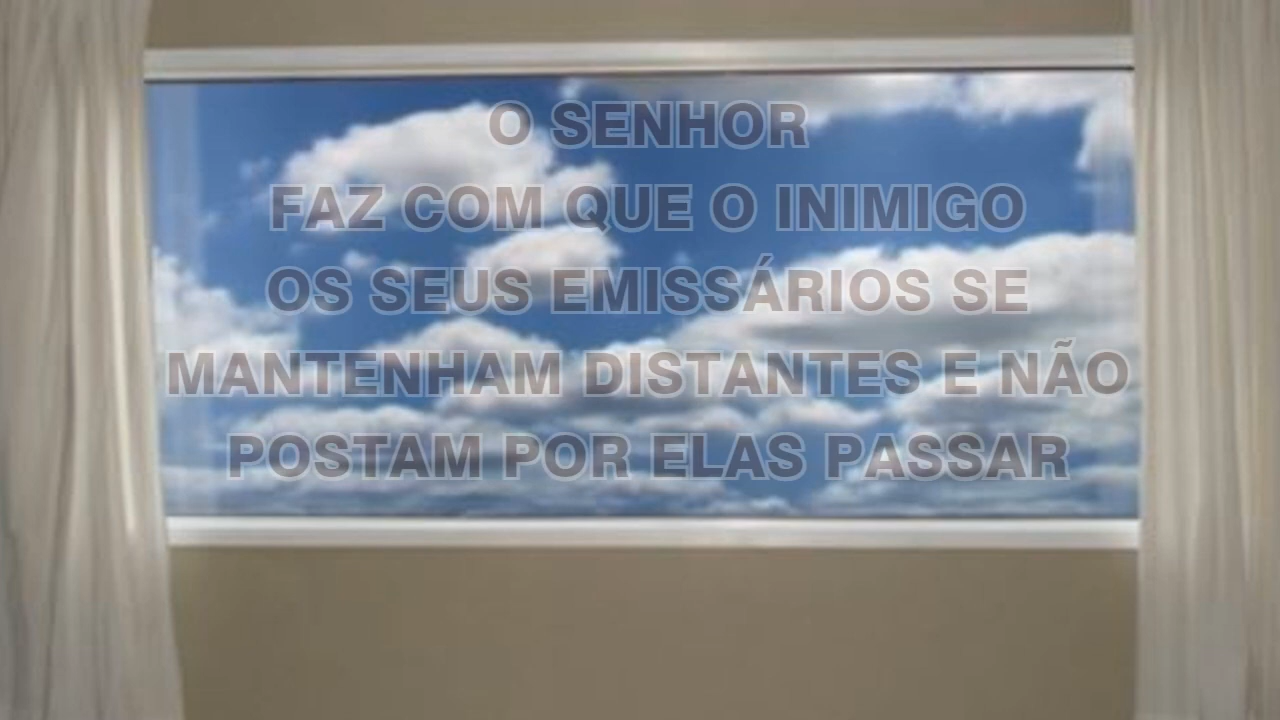 O SENHOR
FAZ COM QUE O INIMIGO
OS SEUS EMISSÁRIOS SE
MANTENHAM DISTANTES E NÃO
POSTAM POR ELAS PASSAR